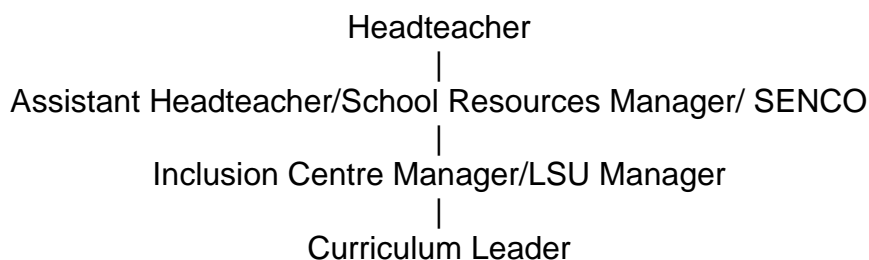 Headteacher
|
Assistant Headteacher/School Resources Manager/ SENCO
|
Inclusion Centre Manager/LSU Manager
|
Curriculum Leader